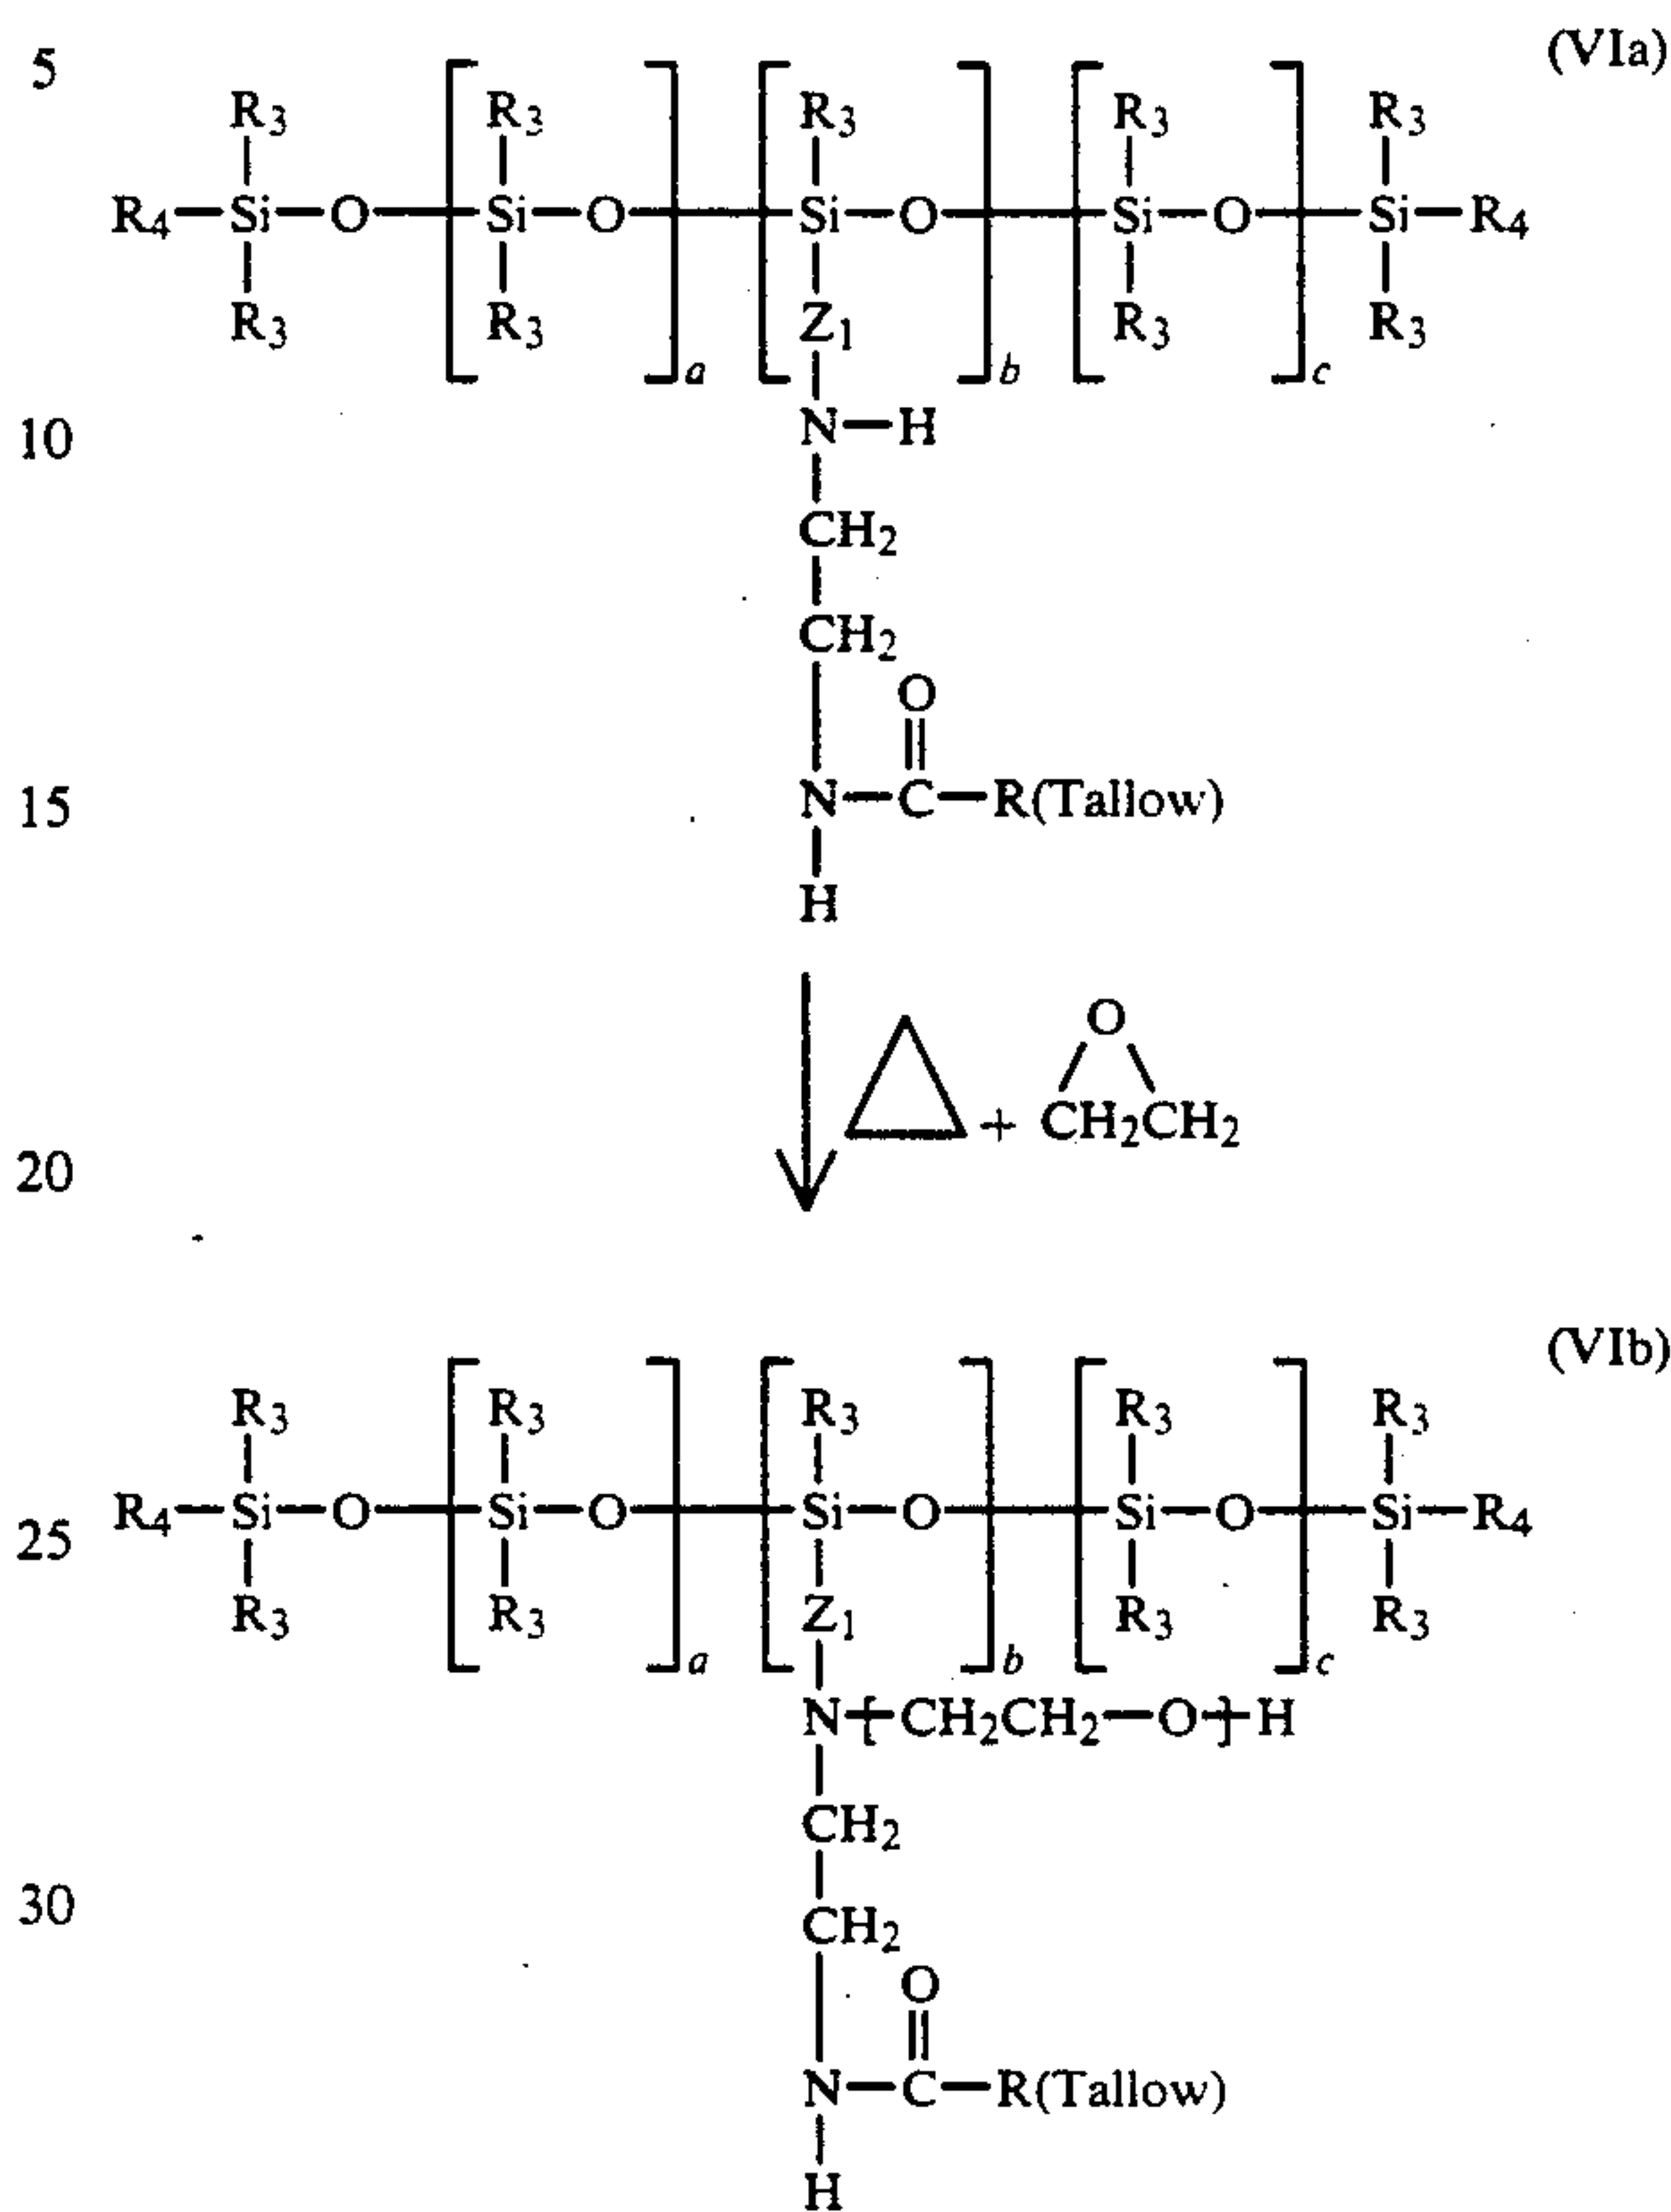 5 (VIa)
R3 R3 R3 R3 R3
R4—Si—O—[Si—O]—[Si—O]—[Si—O]—Si—R4
R3 R3 Z1 R3 R3
a b c
10 N—H
CH2
CH2
O
15 N—C—R(Tallow)
H
O
+ CH2CH2
20
(VIb)
R3 R3 R3 R3 R3
25 R4—Si—O—[Si—O]—[Si—O]—[Si—O]—Si—R4
R3 R3 Z1 R3 R3
a b c
N[CH2CH2—O]H
CH2
30 CH2
O
N—C—R(Tallow)
H